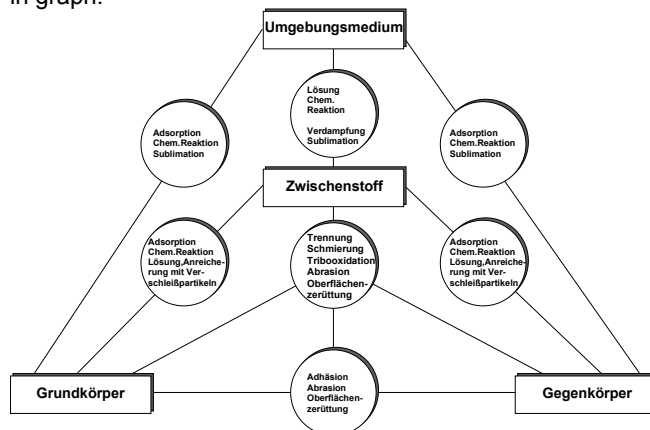 in graph.
Umgebungsmedium
Lösung
Chem.
Reaktion
Verdampfung
Sublimation
Adsorption
Chem.Reaktion
Sublimation
Adsorption
Chem.Reaktion
Sublimation
Zwischenstoff
Adsorption
Chem.Reaktion
Lösung,Anreiche-
rung mit Ver-
schleißpartikeln
Trennung
Schmierung
Tribooxidation
Abrasion
Oberflächen-
zerüttung
Adsorption
Chem.Reaktion
Lösung,Anreiche-
rung mit Ver-
schleißpartikeln
Grundkörper
Adhäsion
Abrasion
Oberflächen-
zerüttung
Gegenkörper